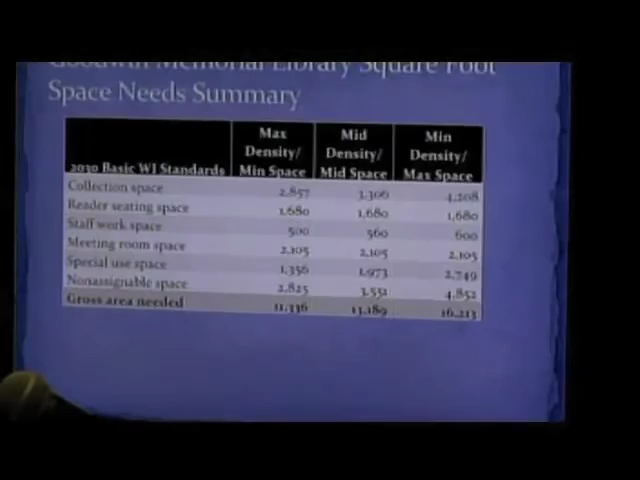 Goodwin Memorial Library Square Foot
Space Needs Summary
2030 Basic WI Standards
Max Density/ Min Space
Mid Density/ Mid Space
Min Density/ Max Space
Collection space 2,857 3,306 4,208
Reader seating space 1,680 1,680 1,680
Staff work space 500 560 600
Meeting room space 2,105 2,105 2,105
Special use space 1,356 1,973 2,749
Nonassignable space 2,825 3,551 4,852
Gross area needed 11,336 13,189 16,213